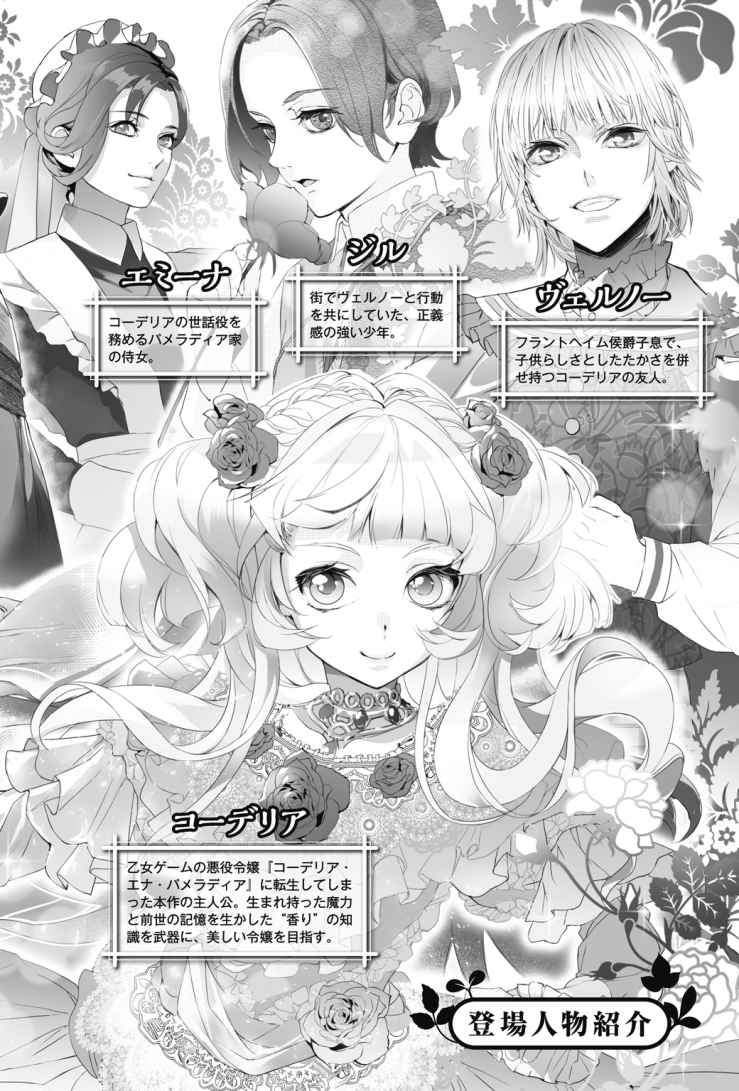 エミーナ
コーデリアの世話役を
務めるパメラディア家
の侍女。
ジル
街でヴェルノーと行動
を共にしていた、正義
感の強い少年。
ヴェルノー
フラントヘイム侯爵子息で、
子供らしさとしたたかさを併
せ持つコーデリアの友人。
コーデリア
乙女ゲームの悪役令嬢『コーデリア・
エナ・パメラディア』に転生してしま
った本作の主人公。生まれ持った魔力
と前世の記憶を生かした“香り”の知
識を武器に、美しい令嬢を目指す。
登場人物紹介